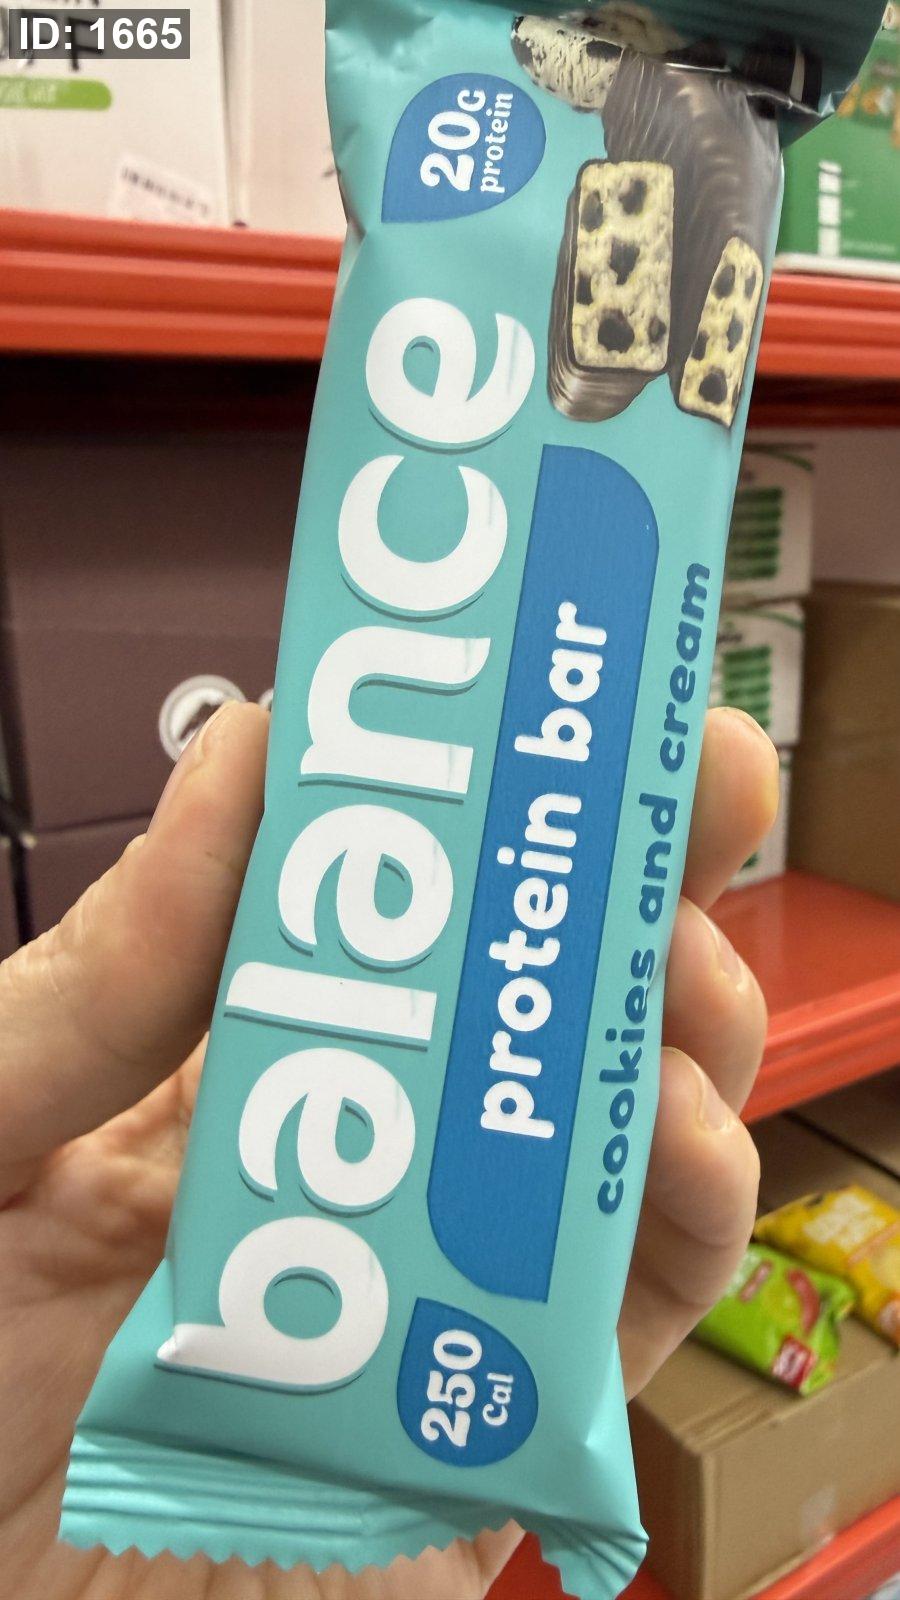 ID: 1665
20G
protein
balance
protein bar
cookies and cream
250
Cal